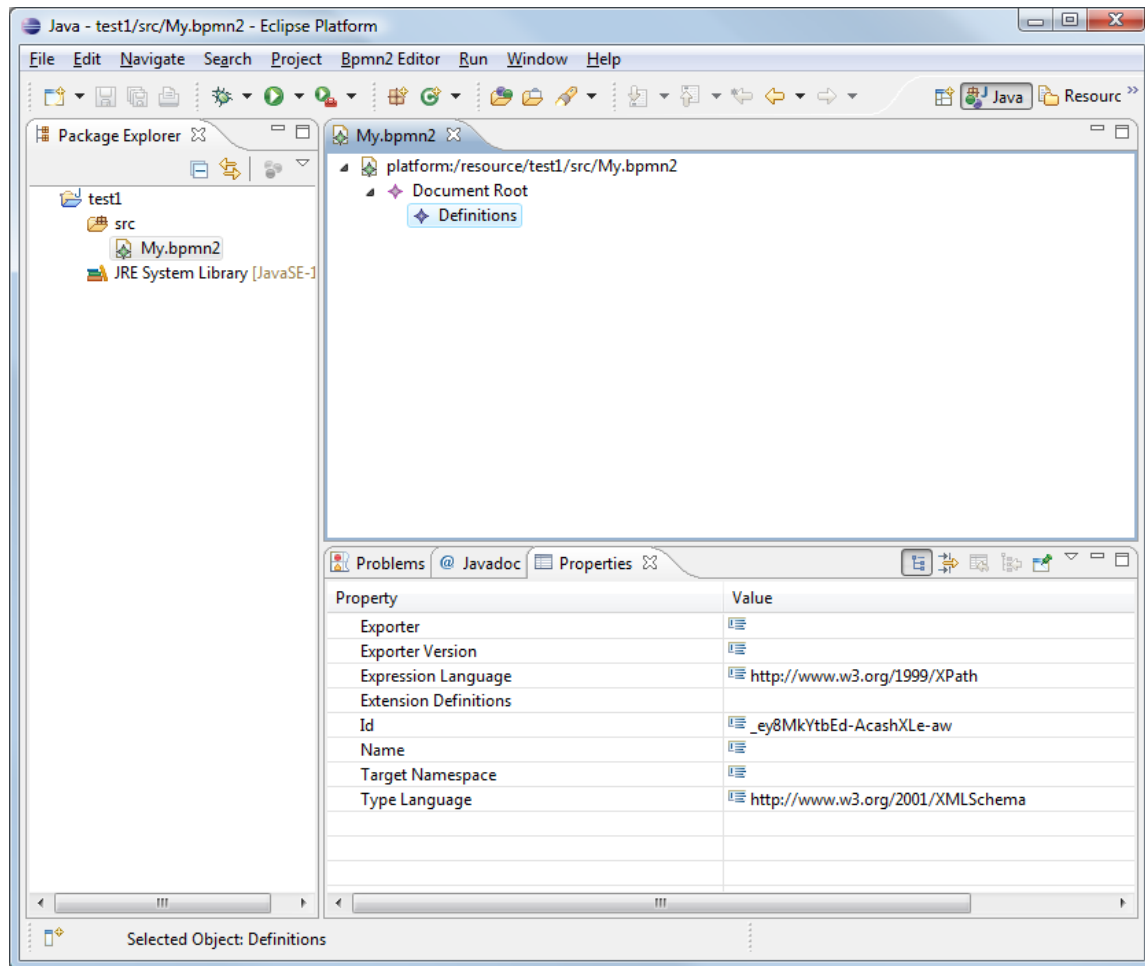 Java - test1/src/My.bpmn2 - Eclipse Platform
File Edit Navigate Search Project Bpmn2 Editor Run Window Help
Java Resourc »
Package Explorer
test1
src
My.bpmn2
JRE System Library [JavaSE-1
My.bpmn2
platform:/resource/test1/src/My.bpmn2
Document Root
Definitions
Problems @ Javadoc Properties
Property Value
Exporter
Exporter Version
Expression Language http://www.w3.org/1999/XPath
Extension Definitions
Id _ey8MkYtbEd-AcashXLe-aw
Name
Target Namespace
Type Language http://www.w3.org/2001/XMLSchema
Selected Object: Definitions